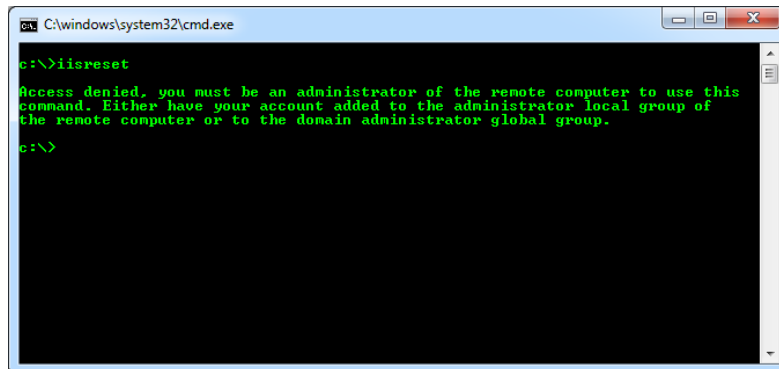 C:\windows\system32\cmd.exe
c:\>iisreset
Access denied, you must be an administrator of the remote computer to use this
command. Either have your account added to the administrator local group of
the remote computer or to the domain administrator global group.
c:\>